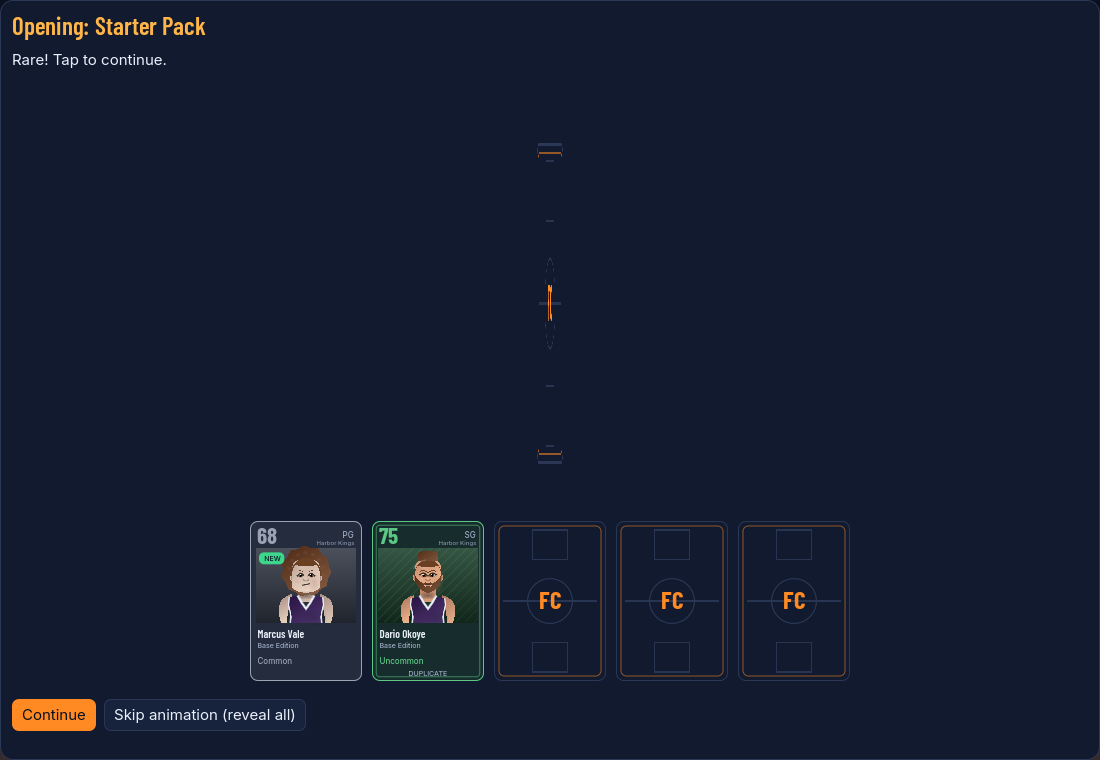 Opening: Starter Pack
Rare! Tap to continue.
68
PG
Harbor Kings
NEW
Marcus Vale
Base Edition
Common
75
SG
Harbor Kings
Dario Okoye
Base Edition
Uncommon
DUPLICATE
FC
FC
FC
Continue
Skip animation (reveal all)